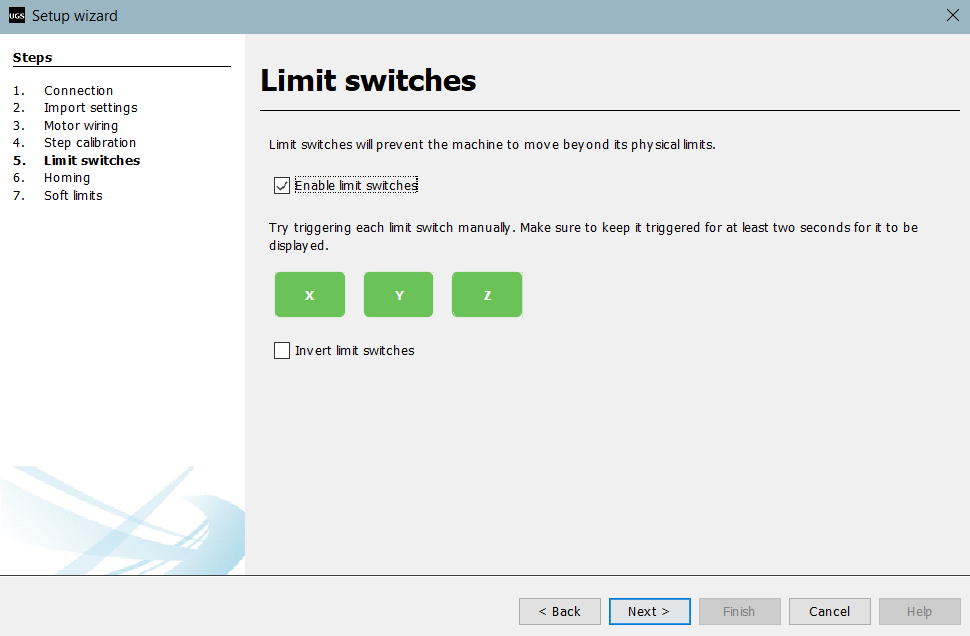 UGS Setup wizard
Steps
1. Connection
2. Import settings
3. Motor wiring
4. Step calibration
5. Limit switches
6. Homing
7. Soft limits
Limit switches
Limit switches will prevent the machine to move beyond its physical limits.
Enable limit switches
Try triggering each limit switch manually. Make sure to keep it triggered for at least two seconds for it to be
displayed.
X Y Z
Invert limit switches
< Back Next > Finish Cancel Help